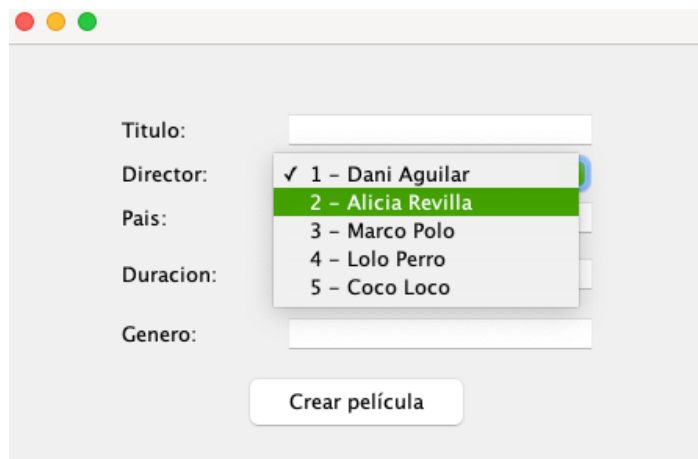 Titulo:
Director:
✓ 1 – Dani Aguilar
2 – Alicia Revilla
3 – Marco Polo
4 – Lolo Perro
5 – Coco Loco
Pais:
Duracion:
Genero:
Crear película